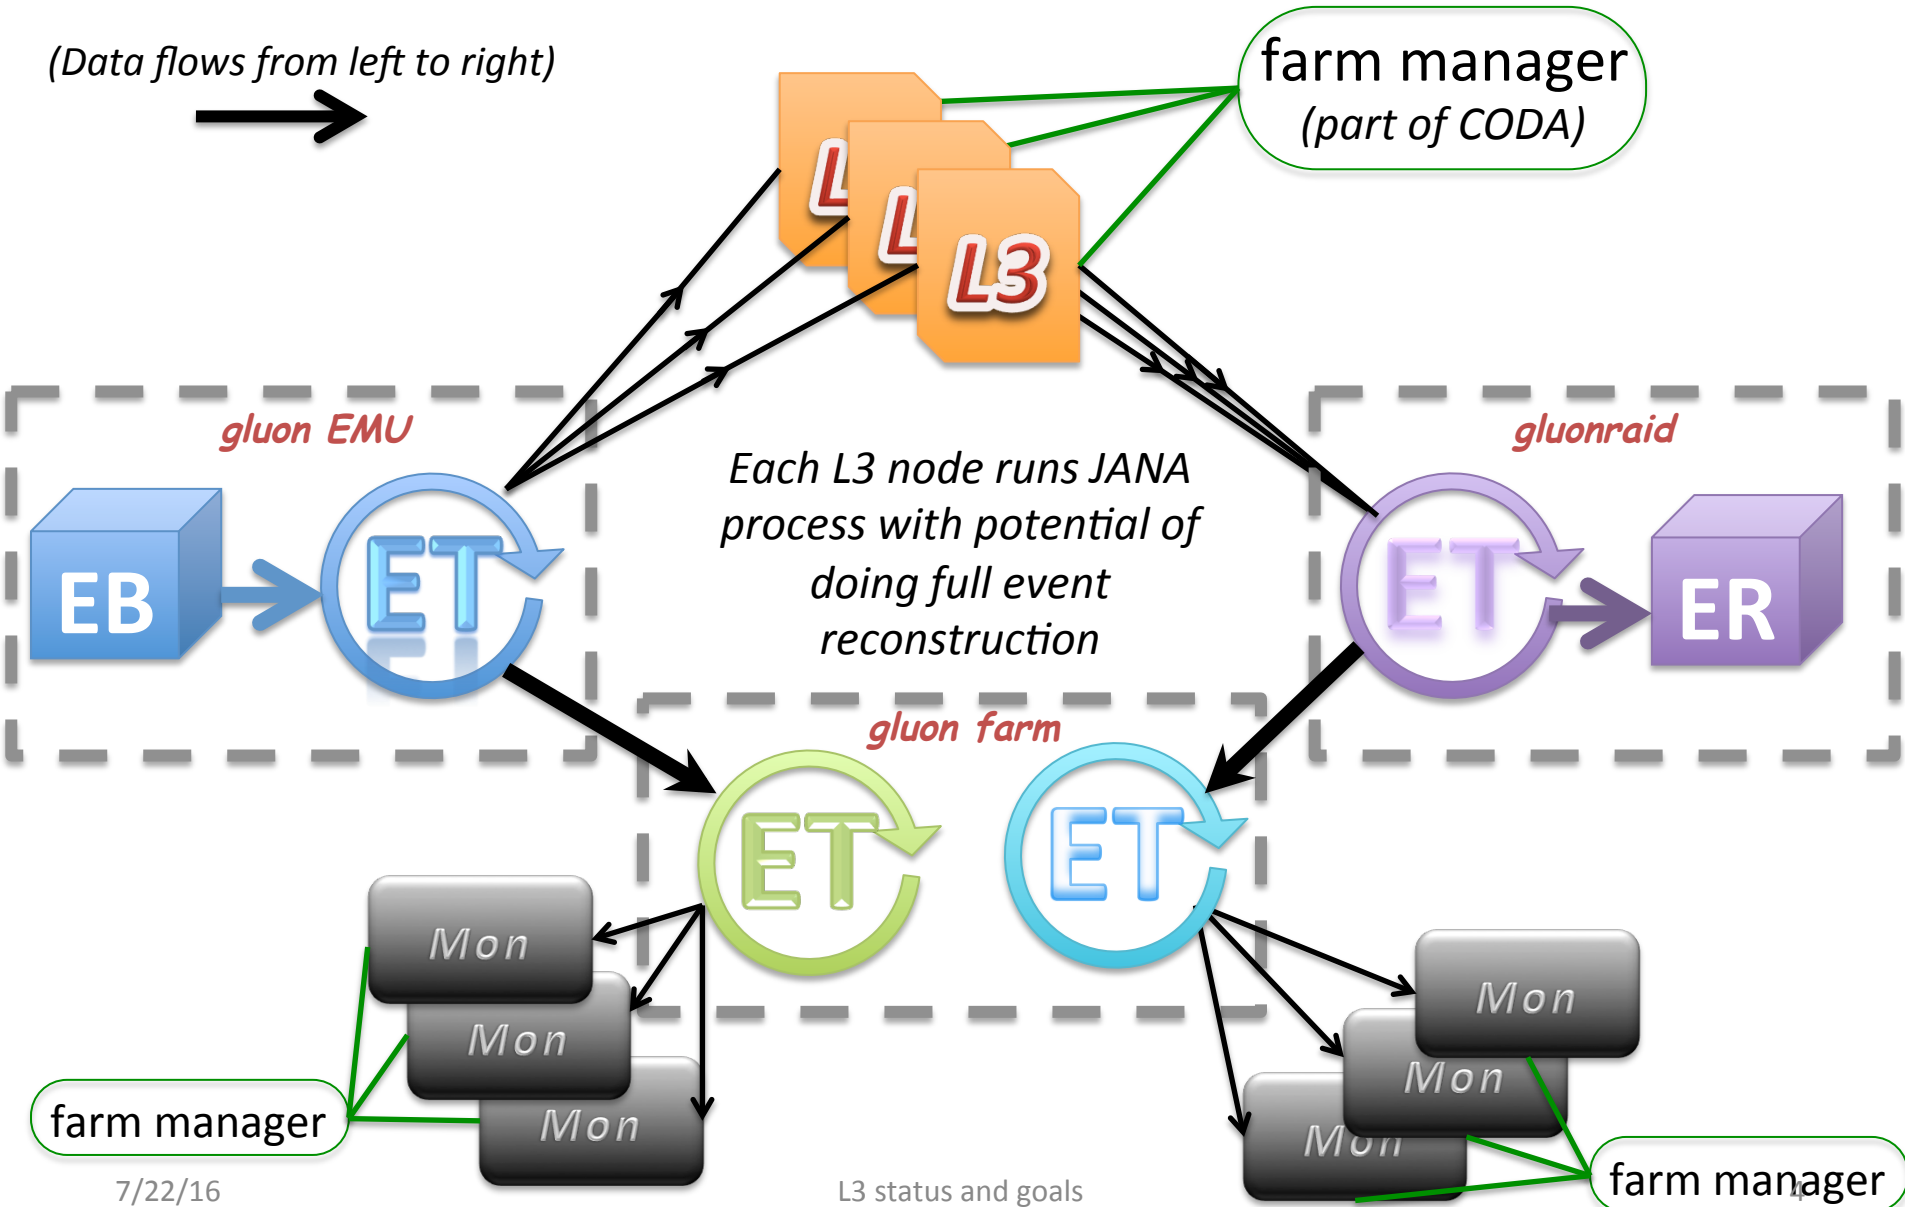 (Data flows from left to right)
farm manager
(part of CODA)
L
L
L3
gluon EMU
gluonraid
Each L3 node runs JANA
process with potential of
doing full event
reconstruction
EB
ET
ET
ER
gluon farm
ET
ET
Mon
Mon
Mon
Mon
Mon
Mon
farm manager
farm manager
7/22/16
L3 status and goals
4